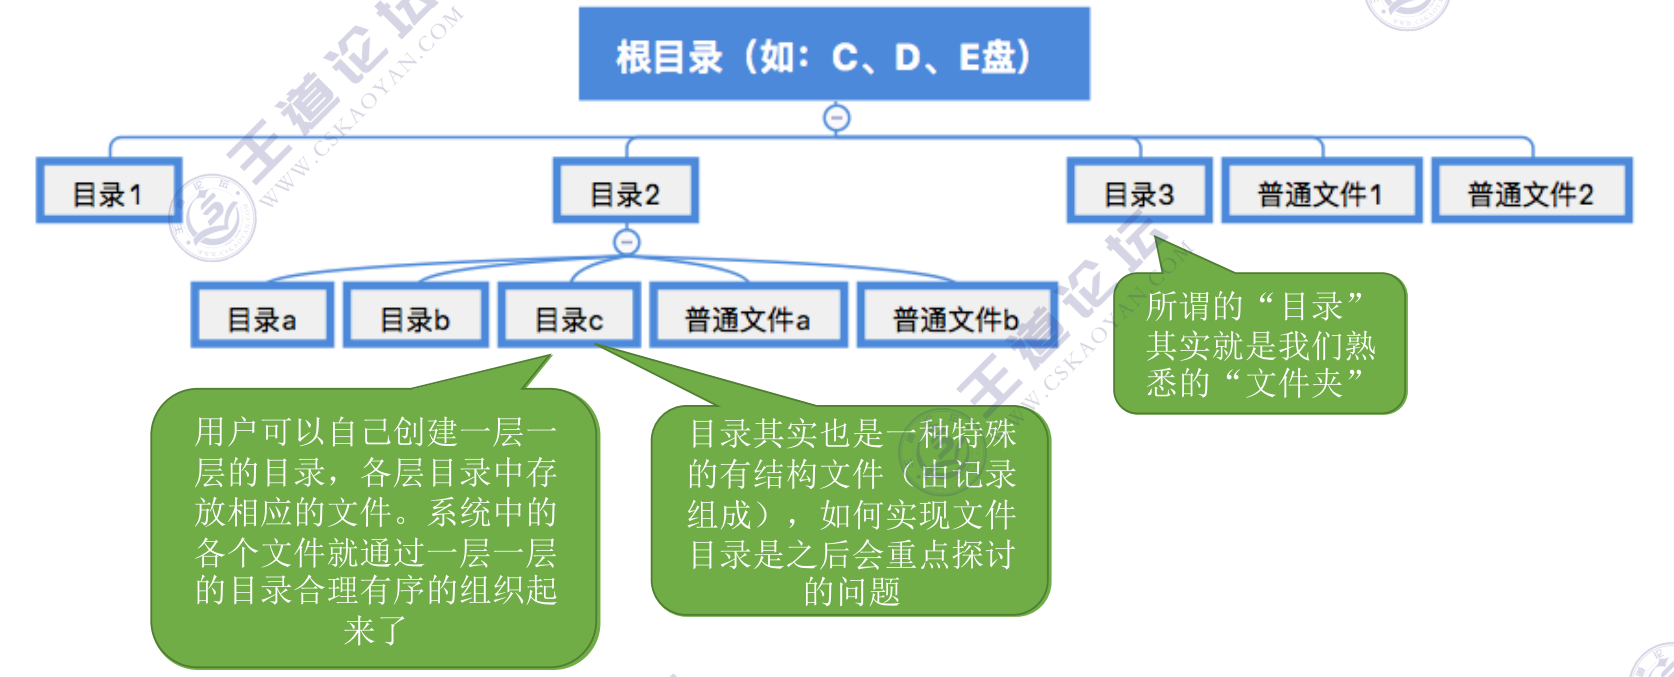 根目录（如：C、D、E盘）
目录1
目录2
目录3
普通文件1
普通文件2
目录a
目录b
目录c
普通文件a
普通文件b
所谓的“目录”
其实就是我们熟
悉的“文件夹”
用户可以自己创建一层一
层的目录，各层目录中存
放相应的文件。系统中的
各个文件就通过一层一层
的目录合理有序的组织起
来了
目录其实也是一种特殊
的有结构文件（由记录
组成），如何实现文件
目录是之后会重点探讨
的问题
王道论坛
WWW.CSKAOYAN.COM
王道论坛
WWW.CSKAOYAN.COM